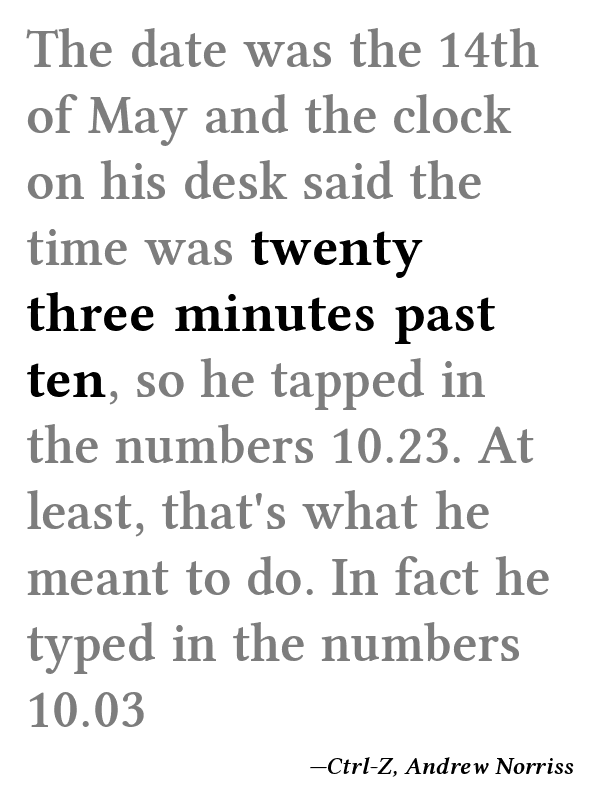 The date was the 14th
of May and the clock
on his desk said the
time was twenty
three minutes past
ten, so he tapped in
the numbers 10.23. At
least, that's what he
meant to do. In fact he
typed in the numbers
10.03
—Ctrl-Z, Andrew Norriss